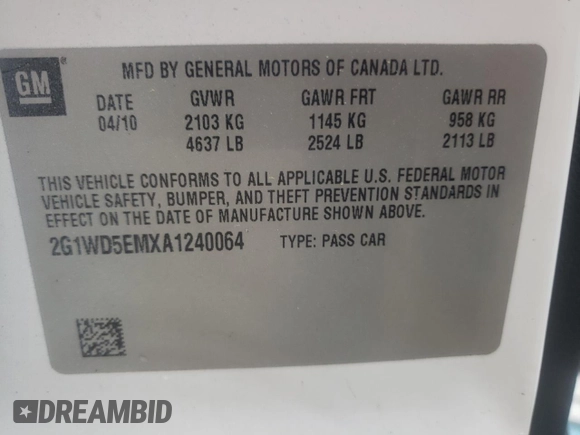 GM
MFD BY GENERAL MOTORS OF CANADA LTD.
DATE GVWR GAWR FRT GAWR RR
04/10 2103 KG 1145 KG 958 KG
4637 LB 2524 LB 2113 LB
THIS VEHICLE CONFORMS TO ALL APPLICABLE U.S. FEDERAL MOTOR
VEHICLE SAFETY, BUMPER, AND THEFT PREVENTION STANDARDS IN
EFFECT ON THE DATE OF MANUFACTURE SHOWN ABOVE.
2G1WD5EMXA1240064 TYPE: PASS CAR
DREAMBID